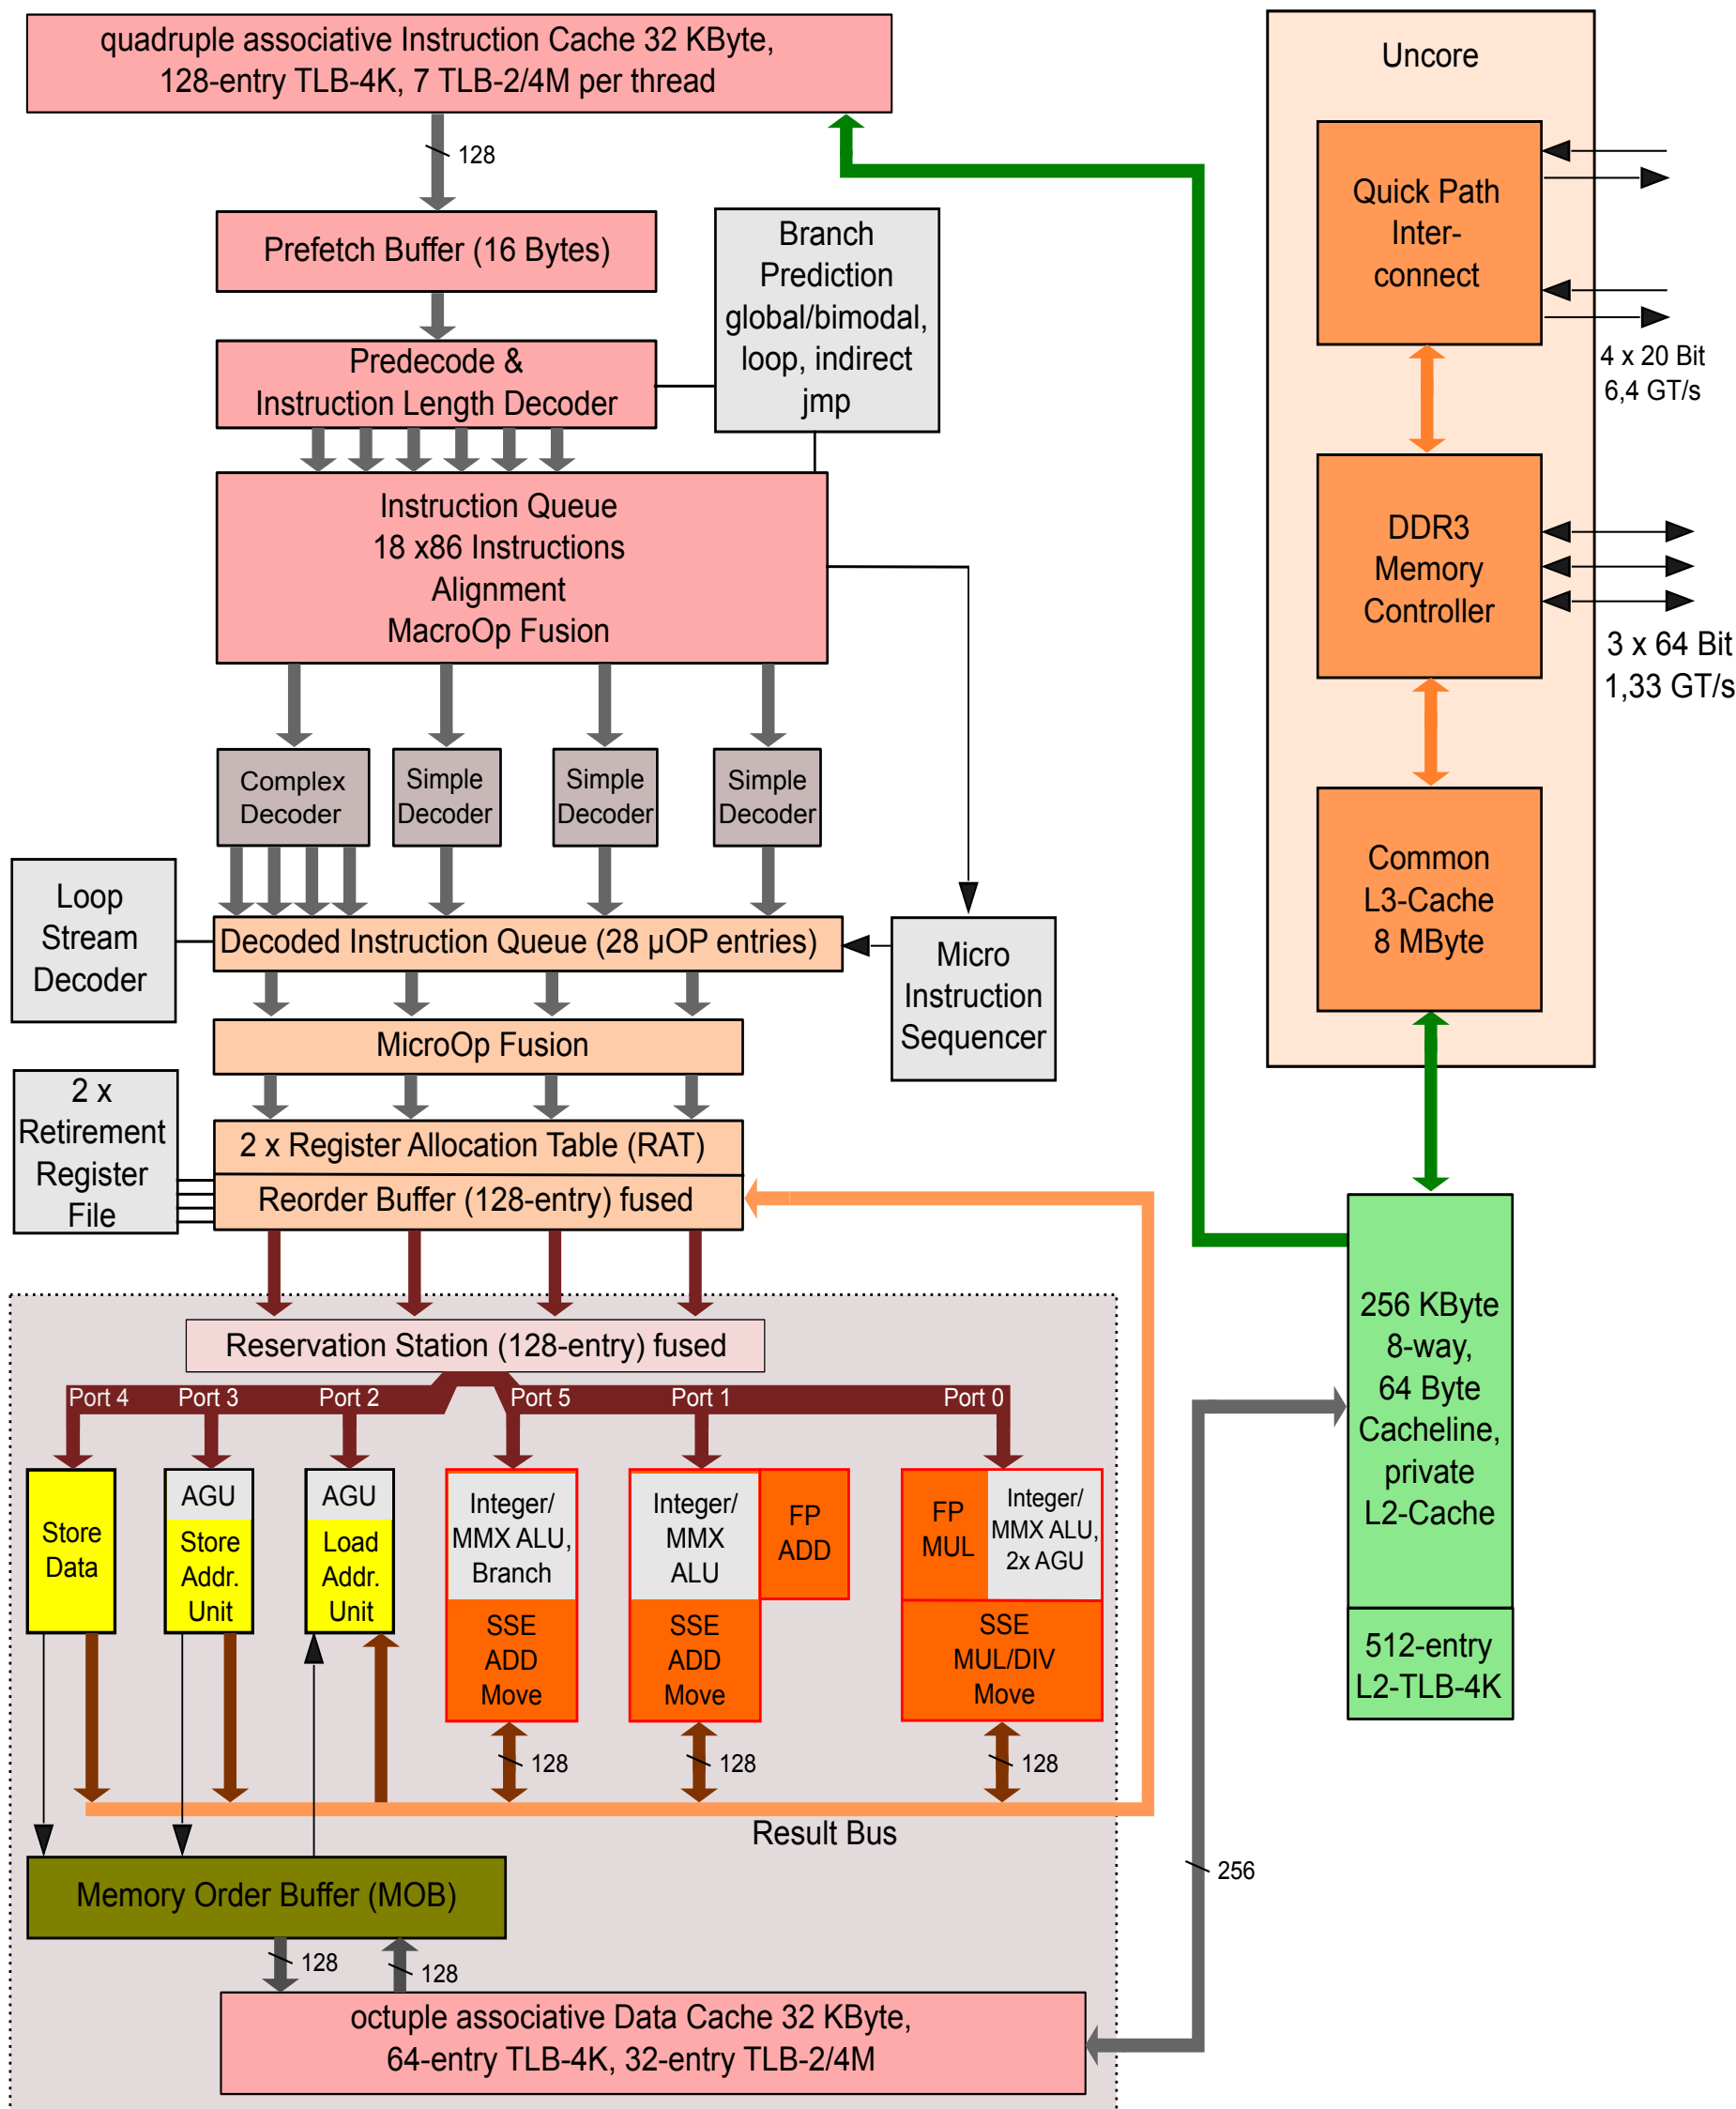 quadruple associative Instruction Cache 32 KByte,
128-entry TLB-4K, 7 TLB-2/4M per thread
128
Prefetch Buffer (16 Bytes)
Predecode &
Instruction Length Decoder
Branch
Prediction
global/bimodal,
loop, indirect
jmp
Instruction Queue
18 x86 Instructions
Alignment
MacroOp Fusion
Complex
Decoder
Simple
Decoder
Simple
Decoder
Simple
Decoder
Loop
Stream
Decoder
Decoded Instruction Queue (28 µOP entries)
Micro
Instruction
Sequencer
MicroOp Fusion
2 x
Retirement
Register
File
2 x Register Allocation Table (RAT)
Reorder Buffer (128-entry) fused
Reservation Station (128-entry) fused
Port 4
Port 3
Port 2
Port 5
Port 1
Port 0
Store
Data
AGU
Store
Addr.
Unit
AGU
Load
Addr.
Unit
Integer/
MMX ALU,
Branch
SSE
ADD
Move
Integer/
MMX
ALU
FP
ADD
SSE
ADD
Move
FP
MUL
Integer/
MMX ALU,
2x AGU
SSE
MUL/DIV
Move
128
128
128
Result Bus
Memory Order Buffer (MOB)
128
128
octuple associative Data Cache 32 KByte,
64-entry TLB-4K, 32-entry TLB-2/4M
256
Uncore
Quick Path
Inter-
connect
4 x 20 Bit
6,4 GT/s
DDR3
Memory
Controller
3 x 64 Bit
1,33 GT/s
Common
L3-Cache
8 MByte
256 KByte
8-way,
64 Byte
Cacheline,
private
L2-Cache
512-entry
L2-TLB-4K